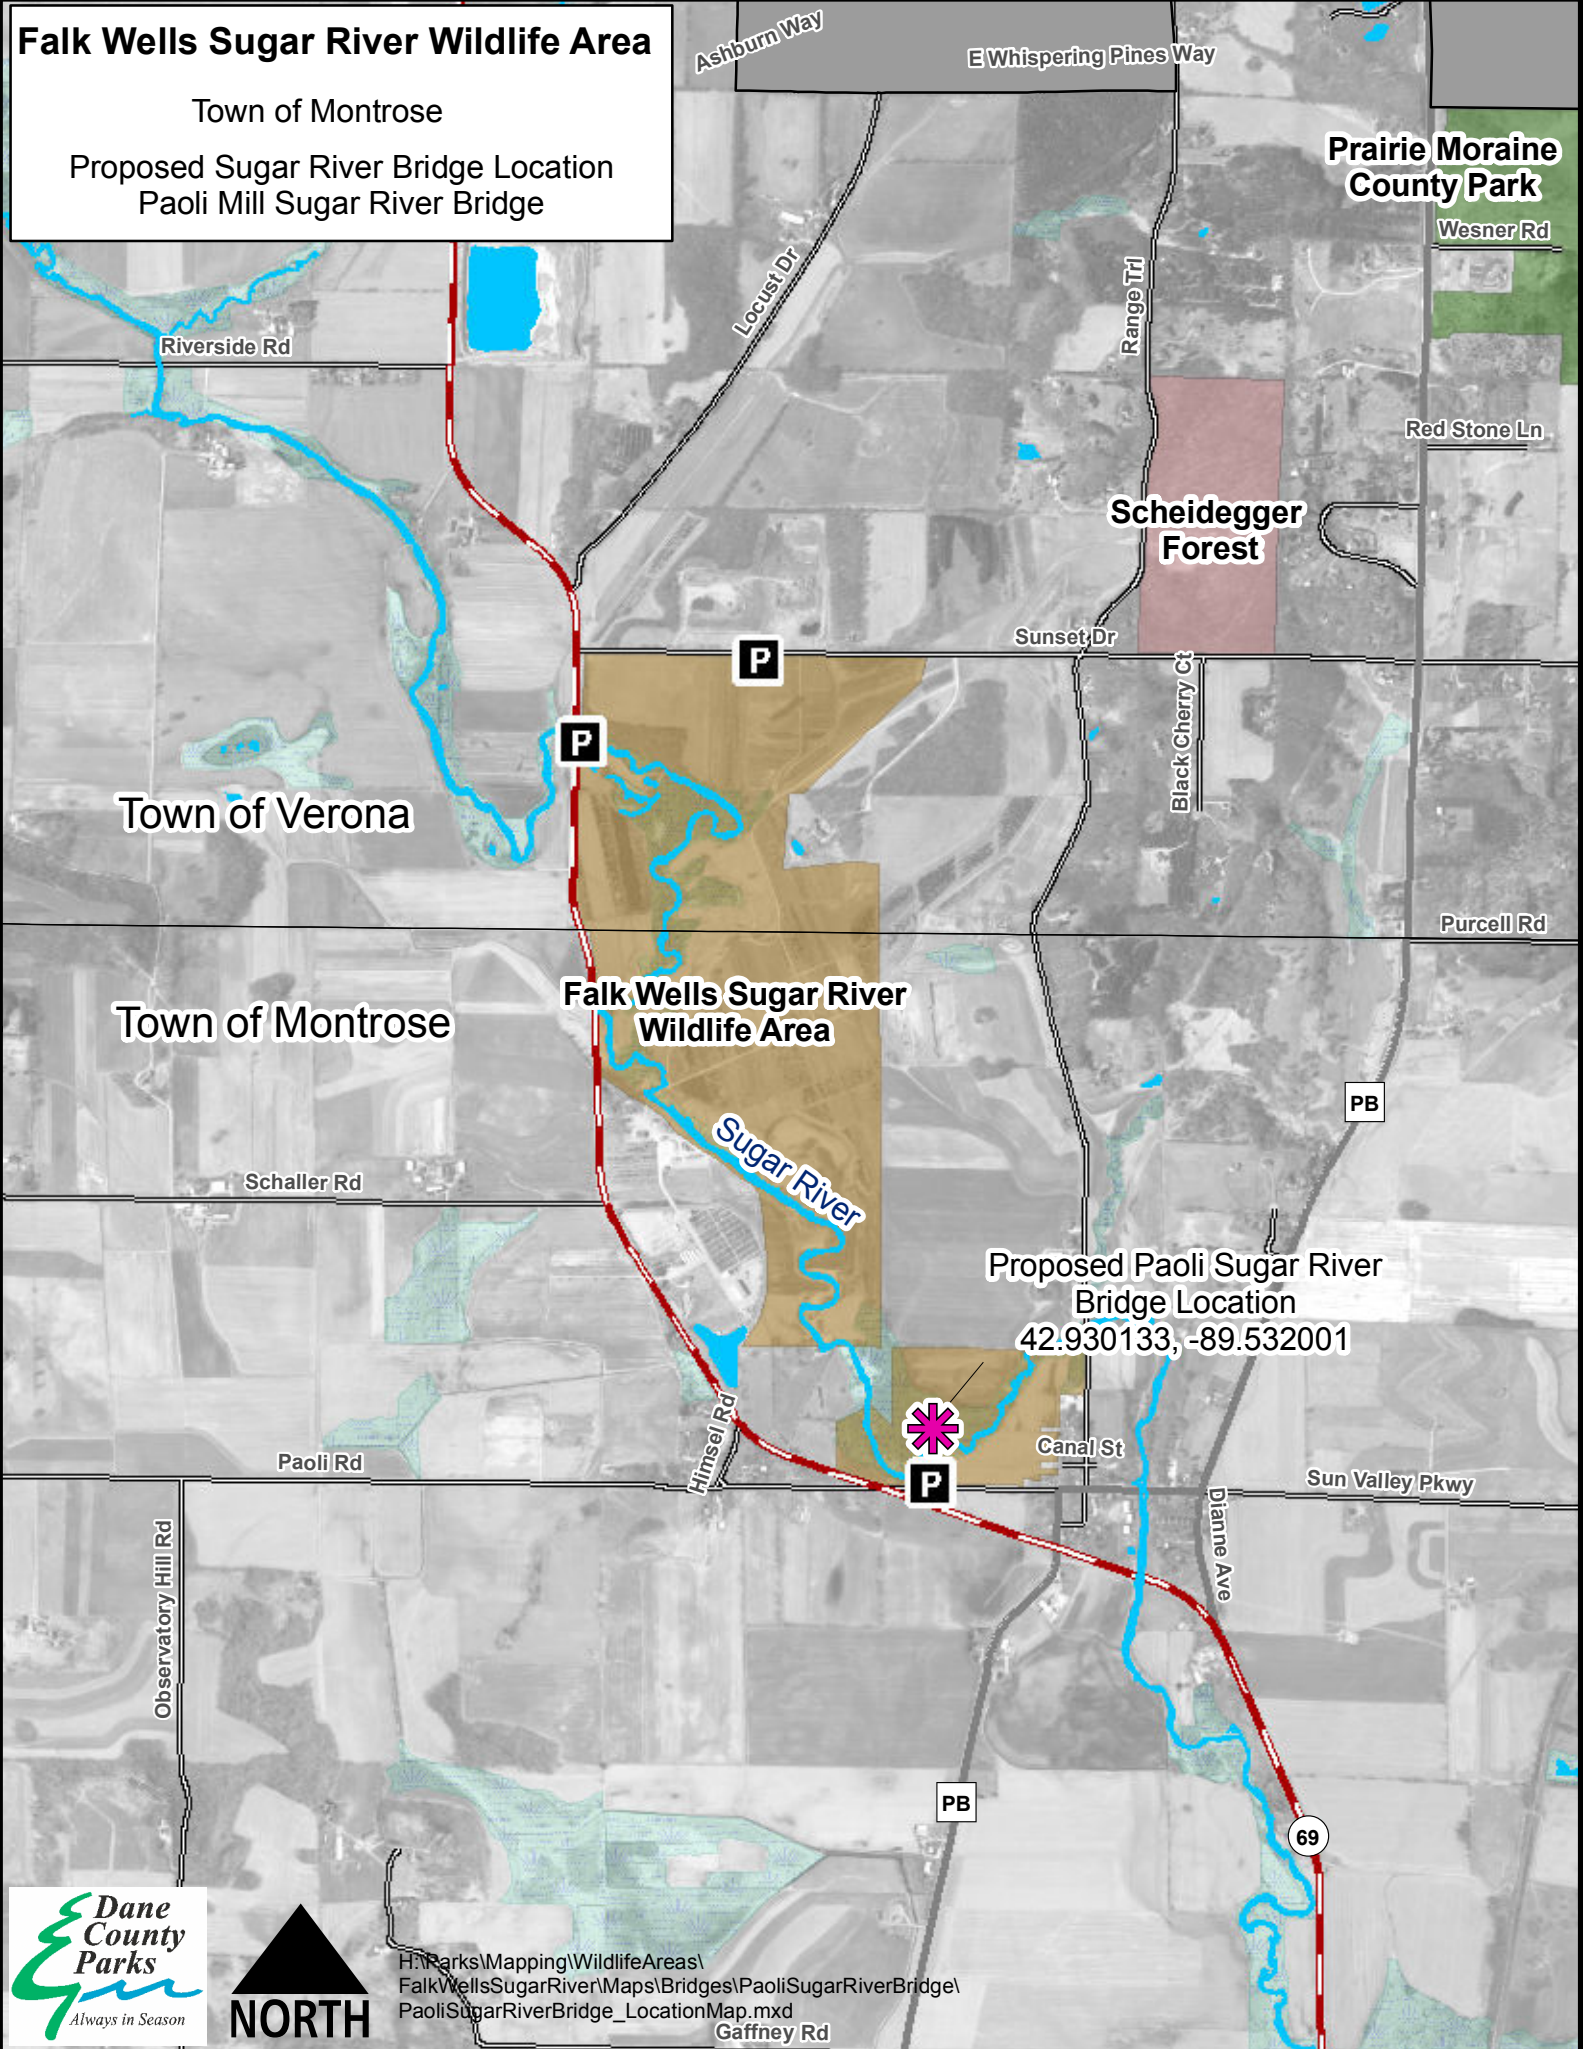 Falk Wells Sugar River Wildlife Area
Town of Montrose
Proposed Sugar River Bridge Location
Paoli Mill Sugar River Bridge
Ashburn Way
E Whispering Pines Way
Prairie Moraine
County Park
Wesner Rd
Locust Dr
Range Trl
Riverside Rd
Red Stone Ln
Scheidegger
Forest
Sunset Dr
P
P
Black Cherry Ct
Town of Verona
Purcell Rd
Town of Montrose
Falk Wells Sugar River
Wildlife Area
PB
Sugar River
Schaller Rd
Proposed Paoli Sugar River
Bridge Location
42.930133, -89.532001
Himsel Rd
Canal St
Paoli Rd
P
Sun Valley Pkwy
Dianne Ave
Observatory Hill Rd
PB
69
Dane
County
Parks
Always in Season
NORTH
H:\Parks\Mapping\WildlifeAreas\
FalkWellsSugarRiver\Maps\Bridges\PaoliSugarRiverBridge\
PaoliSugarRiverBridge_LocationMap.mxd
Gaffney Rd